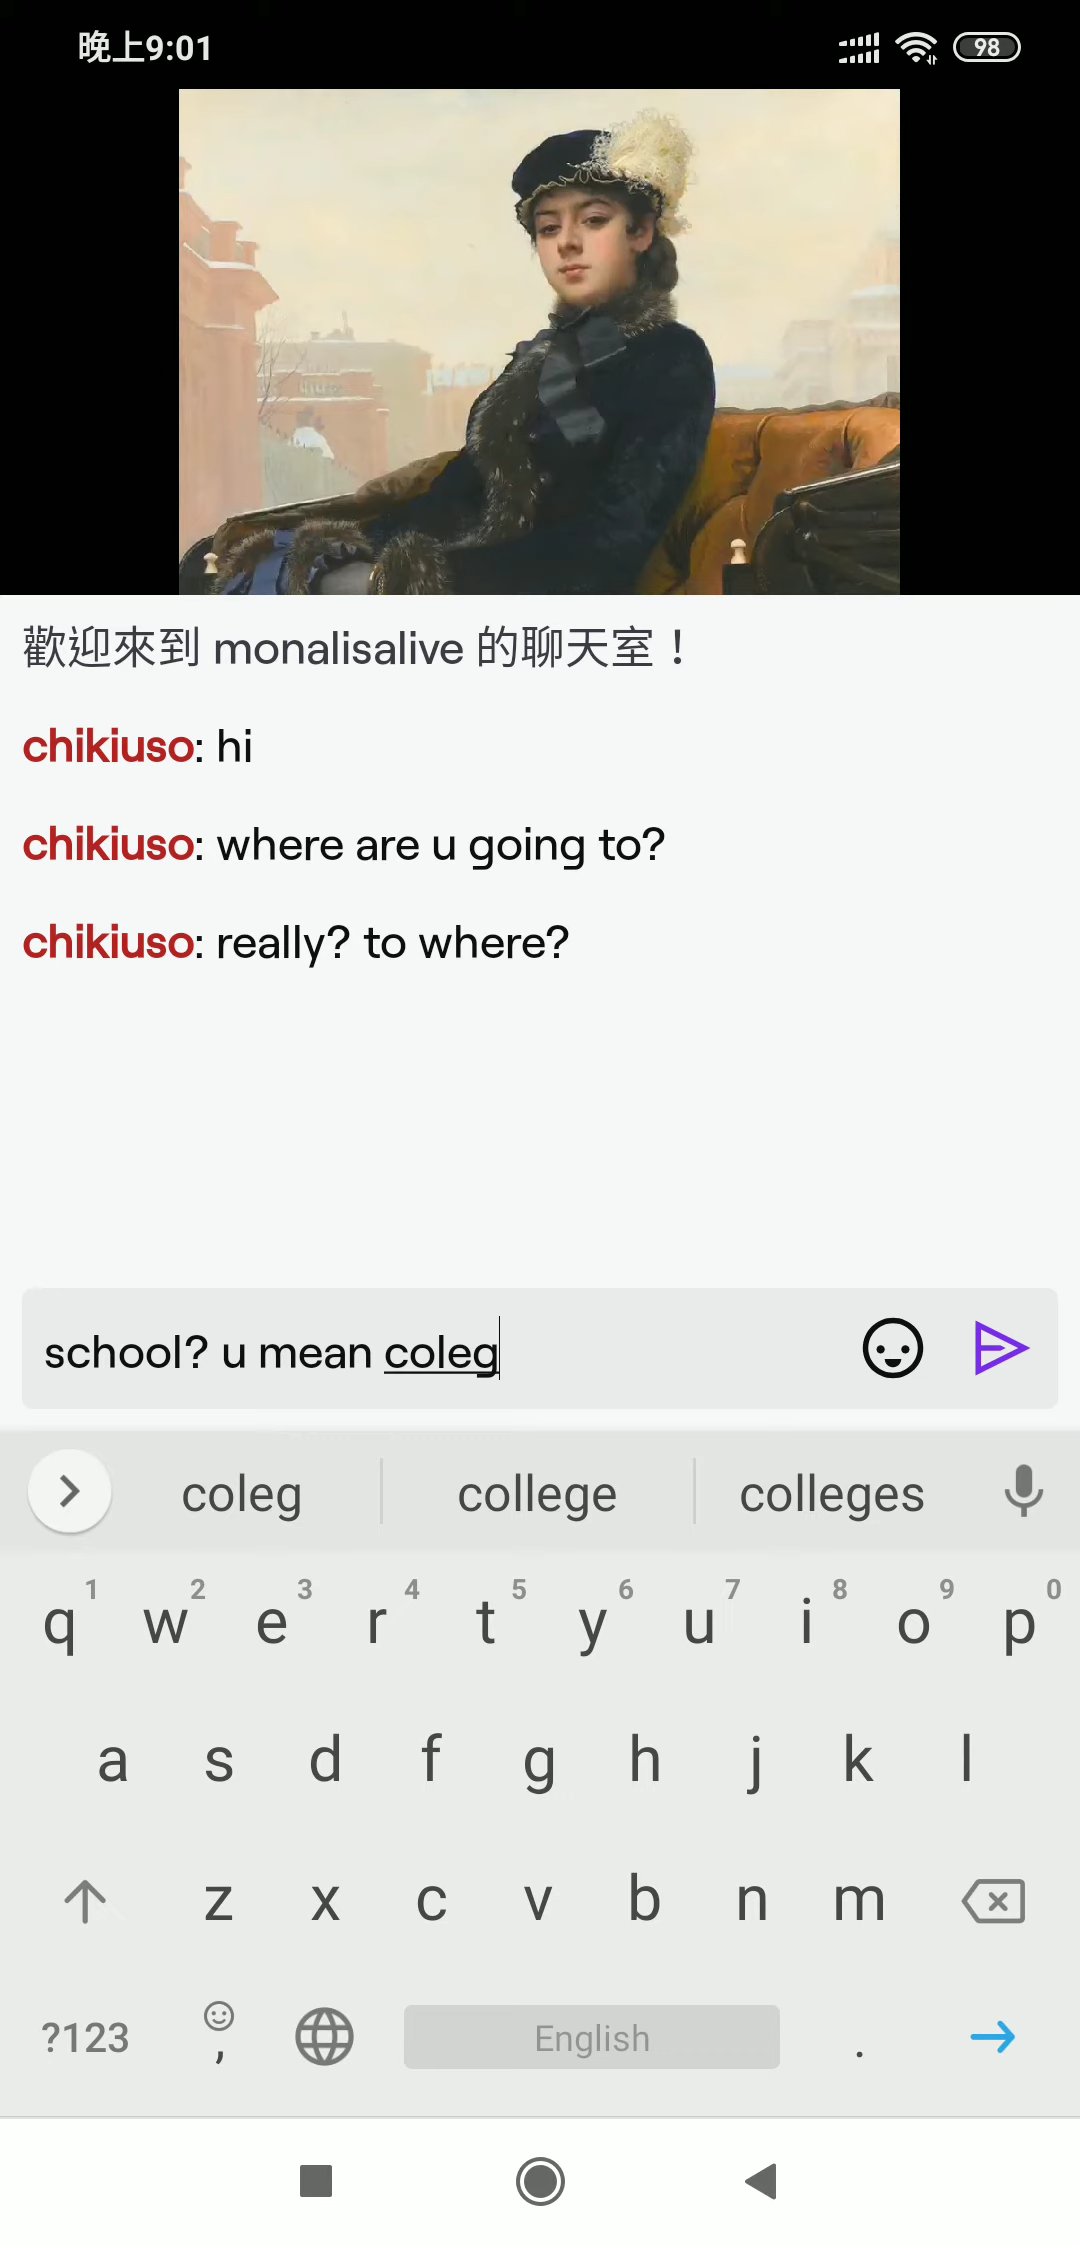 晚上9:01
98
歡迎來到 monalisalive 的聊天室！
chikiuso: hi
chikiuso: where are u going to?
chikiuso: really? to where?
school? u mean coleg
coleg college colleges
1 2 3 4 5 6 7 8 9 0
q w e r t y u i o p
a s d f g h j k l
z x c v b n m
?123 , English .